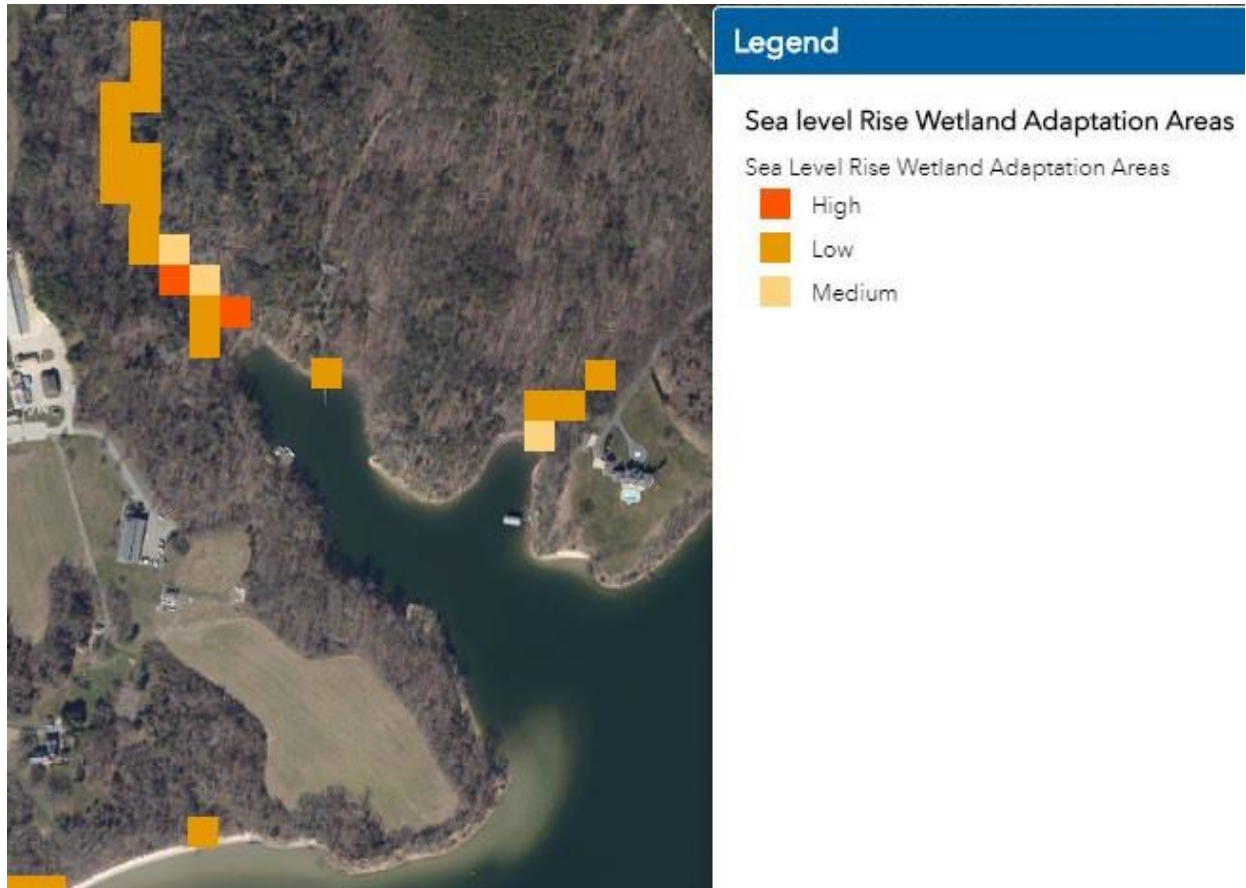 Legend
Sea level Rise Wetland Adaptation Areas
Sea Level Rise Wetland Adaptation Areas
High
Low
Medium